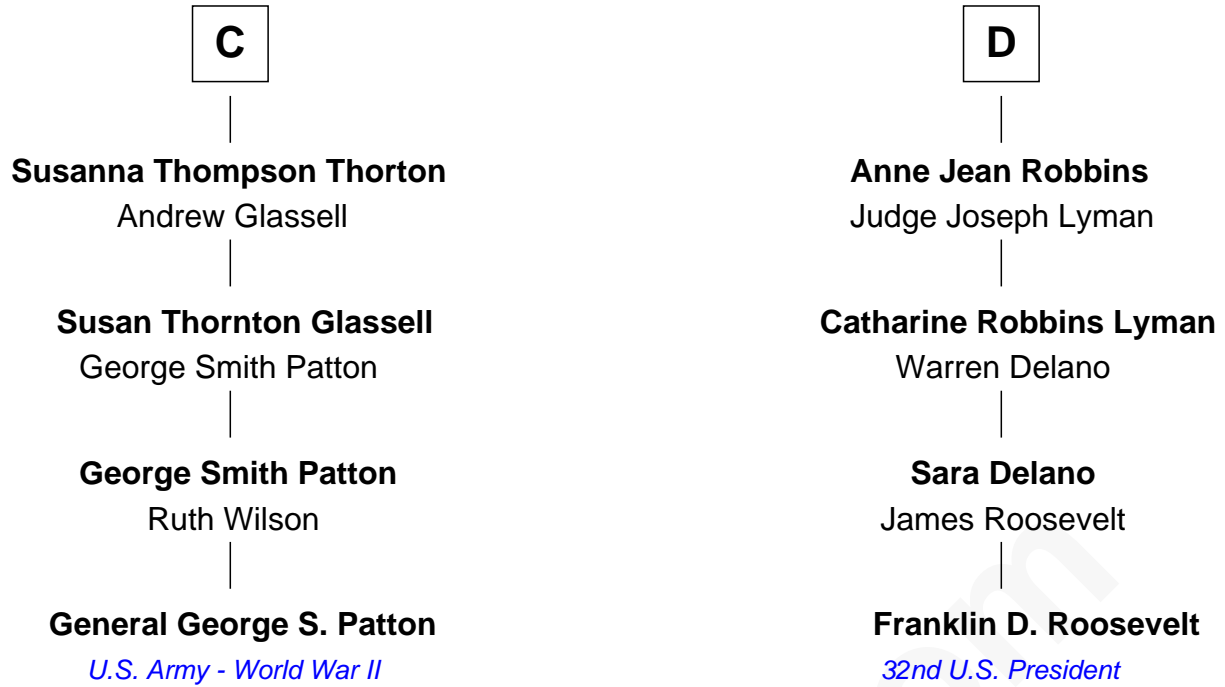 C
Susanna Thompson Thorton
Andrew Glassell
Susan Thornton Glassell
George Smith Patton
George Smith Patton
Ruth Wilson
General George S. Patton
U.S. Army - World War II
D
Anne Jean Robbins
Judge Joseph Lyman
Catharine Robbins Lyman
Warren Delano
Sara Delano
James Roosevelt
Franklin D. Roosevelt
32nd U.S. President